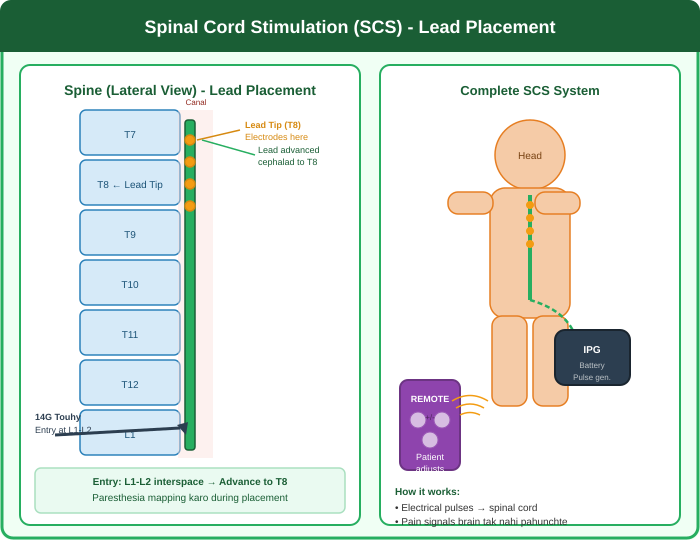 Spinal Cord Stimulation (SCS) - Lead Placement
Spine (Lateral View) - Lead Placement
Canal
T7
T8 ← Lead Tip
T9
T10
T11
T12
L1
Lead Tip (T8)
Electrodes here
Lead advanced
cephalad to T8
14G Touhy
Entry at L1-L2
Entry: L1-L2 interspace → Advance to T8
Paresthesia mapping karo during placement
Complete SCS System
Head
IPG
Battery
Pulse gen.
REMOTE
Patient
adjusts
How it works:
• Electrical pulses → spinal cord
• Pain signals brain tak nahi pahunchte